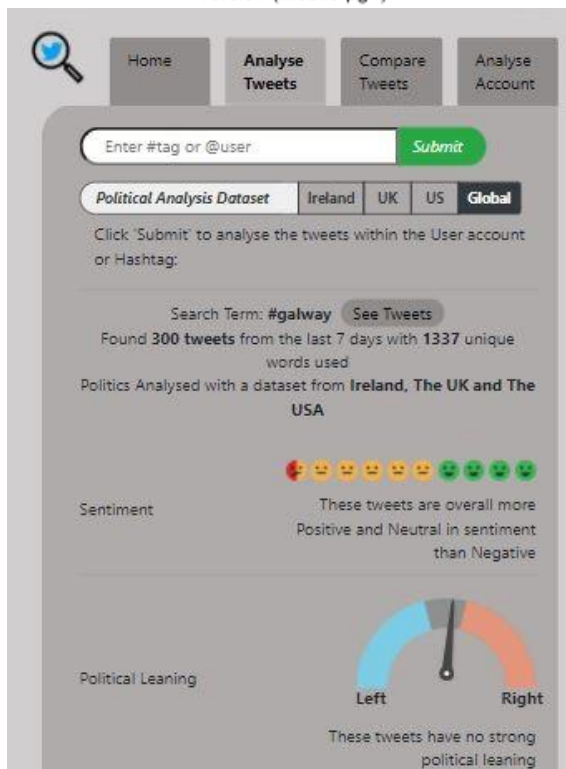 Home
Analyse
Tweets
Compare
Tweets
Analyse
Account
Enter #tag or @user
Submit
Political Analysis Dataset
Ireland
UK
US
Global
Click 'Submit' to analyse the tweets within the User account
or Hashtag:
Search Term: #galway See Tweets
Found 300 tweets from the last 7 days with 1337 unique
words used
Politics Analysed with a dataset from Ireland, The UK and The
USA
Sentiment
These tweets are overall more
Positive and Neutral in sentiment
than Negative
Political Leaning
Left
Right
These tweets have no strong
political leaning